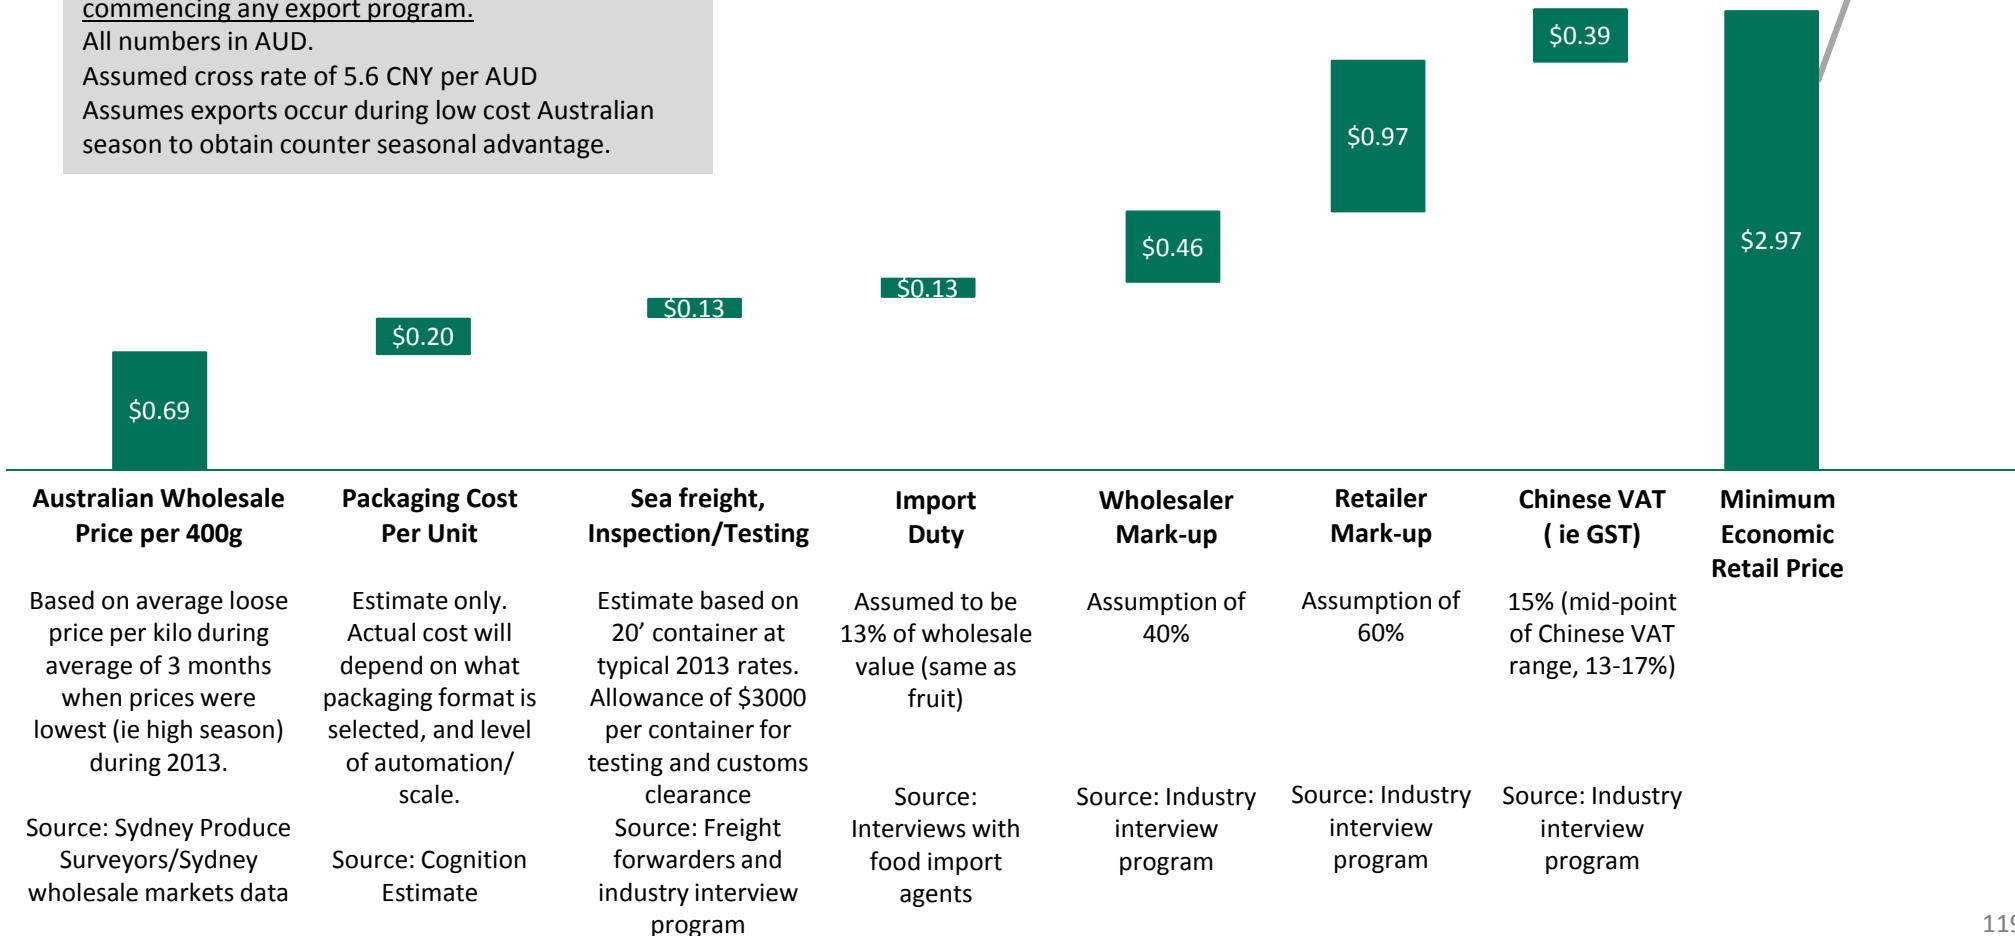 commencing any export program.
All numbers in AUD.
Assumed cross rate of 5.6 CNY per AUD
Assumes exports occur during low cost Australian
season to obtain counter seasonal advantage.
$0.39
$0.97
$2.97
$0.46
$0.13
$0.13
$0.20
$0.69
Australian Wholesale
Price per 400g
Based on average loose
price per kilo during
average of 3 months
when prices were
lowest (ie high season)
during 2013.
Source: Sydney Produce
Surveyors/Sydney
wholesale markets data
Packaging Cost
Per Unit
Estimate only.
Actual cost will
depend on what
packaging format is
selected, and level
of automation/
scale.
Source: Cognition
Estimate
Sea freight,
Inspection/Testing
Estimate based on
20’ container at
typical 2013 rates.
Allowance of $3000
per container for
testing and customs
clearance
Source: Freight
forwarders and
industry interview
program
Import
Duty
Assumed to be
13% of wholesale
value (same as
fruit)
Source:
Interviews with
food import
agents
Wholesaler
Mark-up
Assumption of
40%
Source: Industry
interview
program
Retailer
Mark-up
Assumption of
60%
Source: Industry
interview
program
Chinese VAT
( ie GST)
15% (mid-point
of Chinese VAT
range, 13-17%)
Source: Industry
interview
program
Minimum
Economic
Retail Price
119